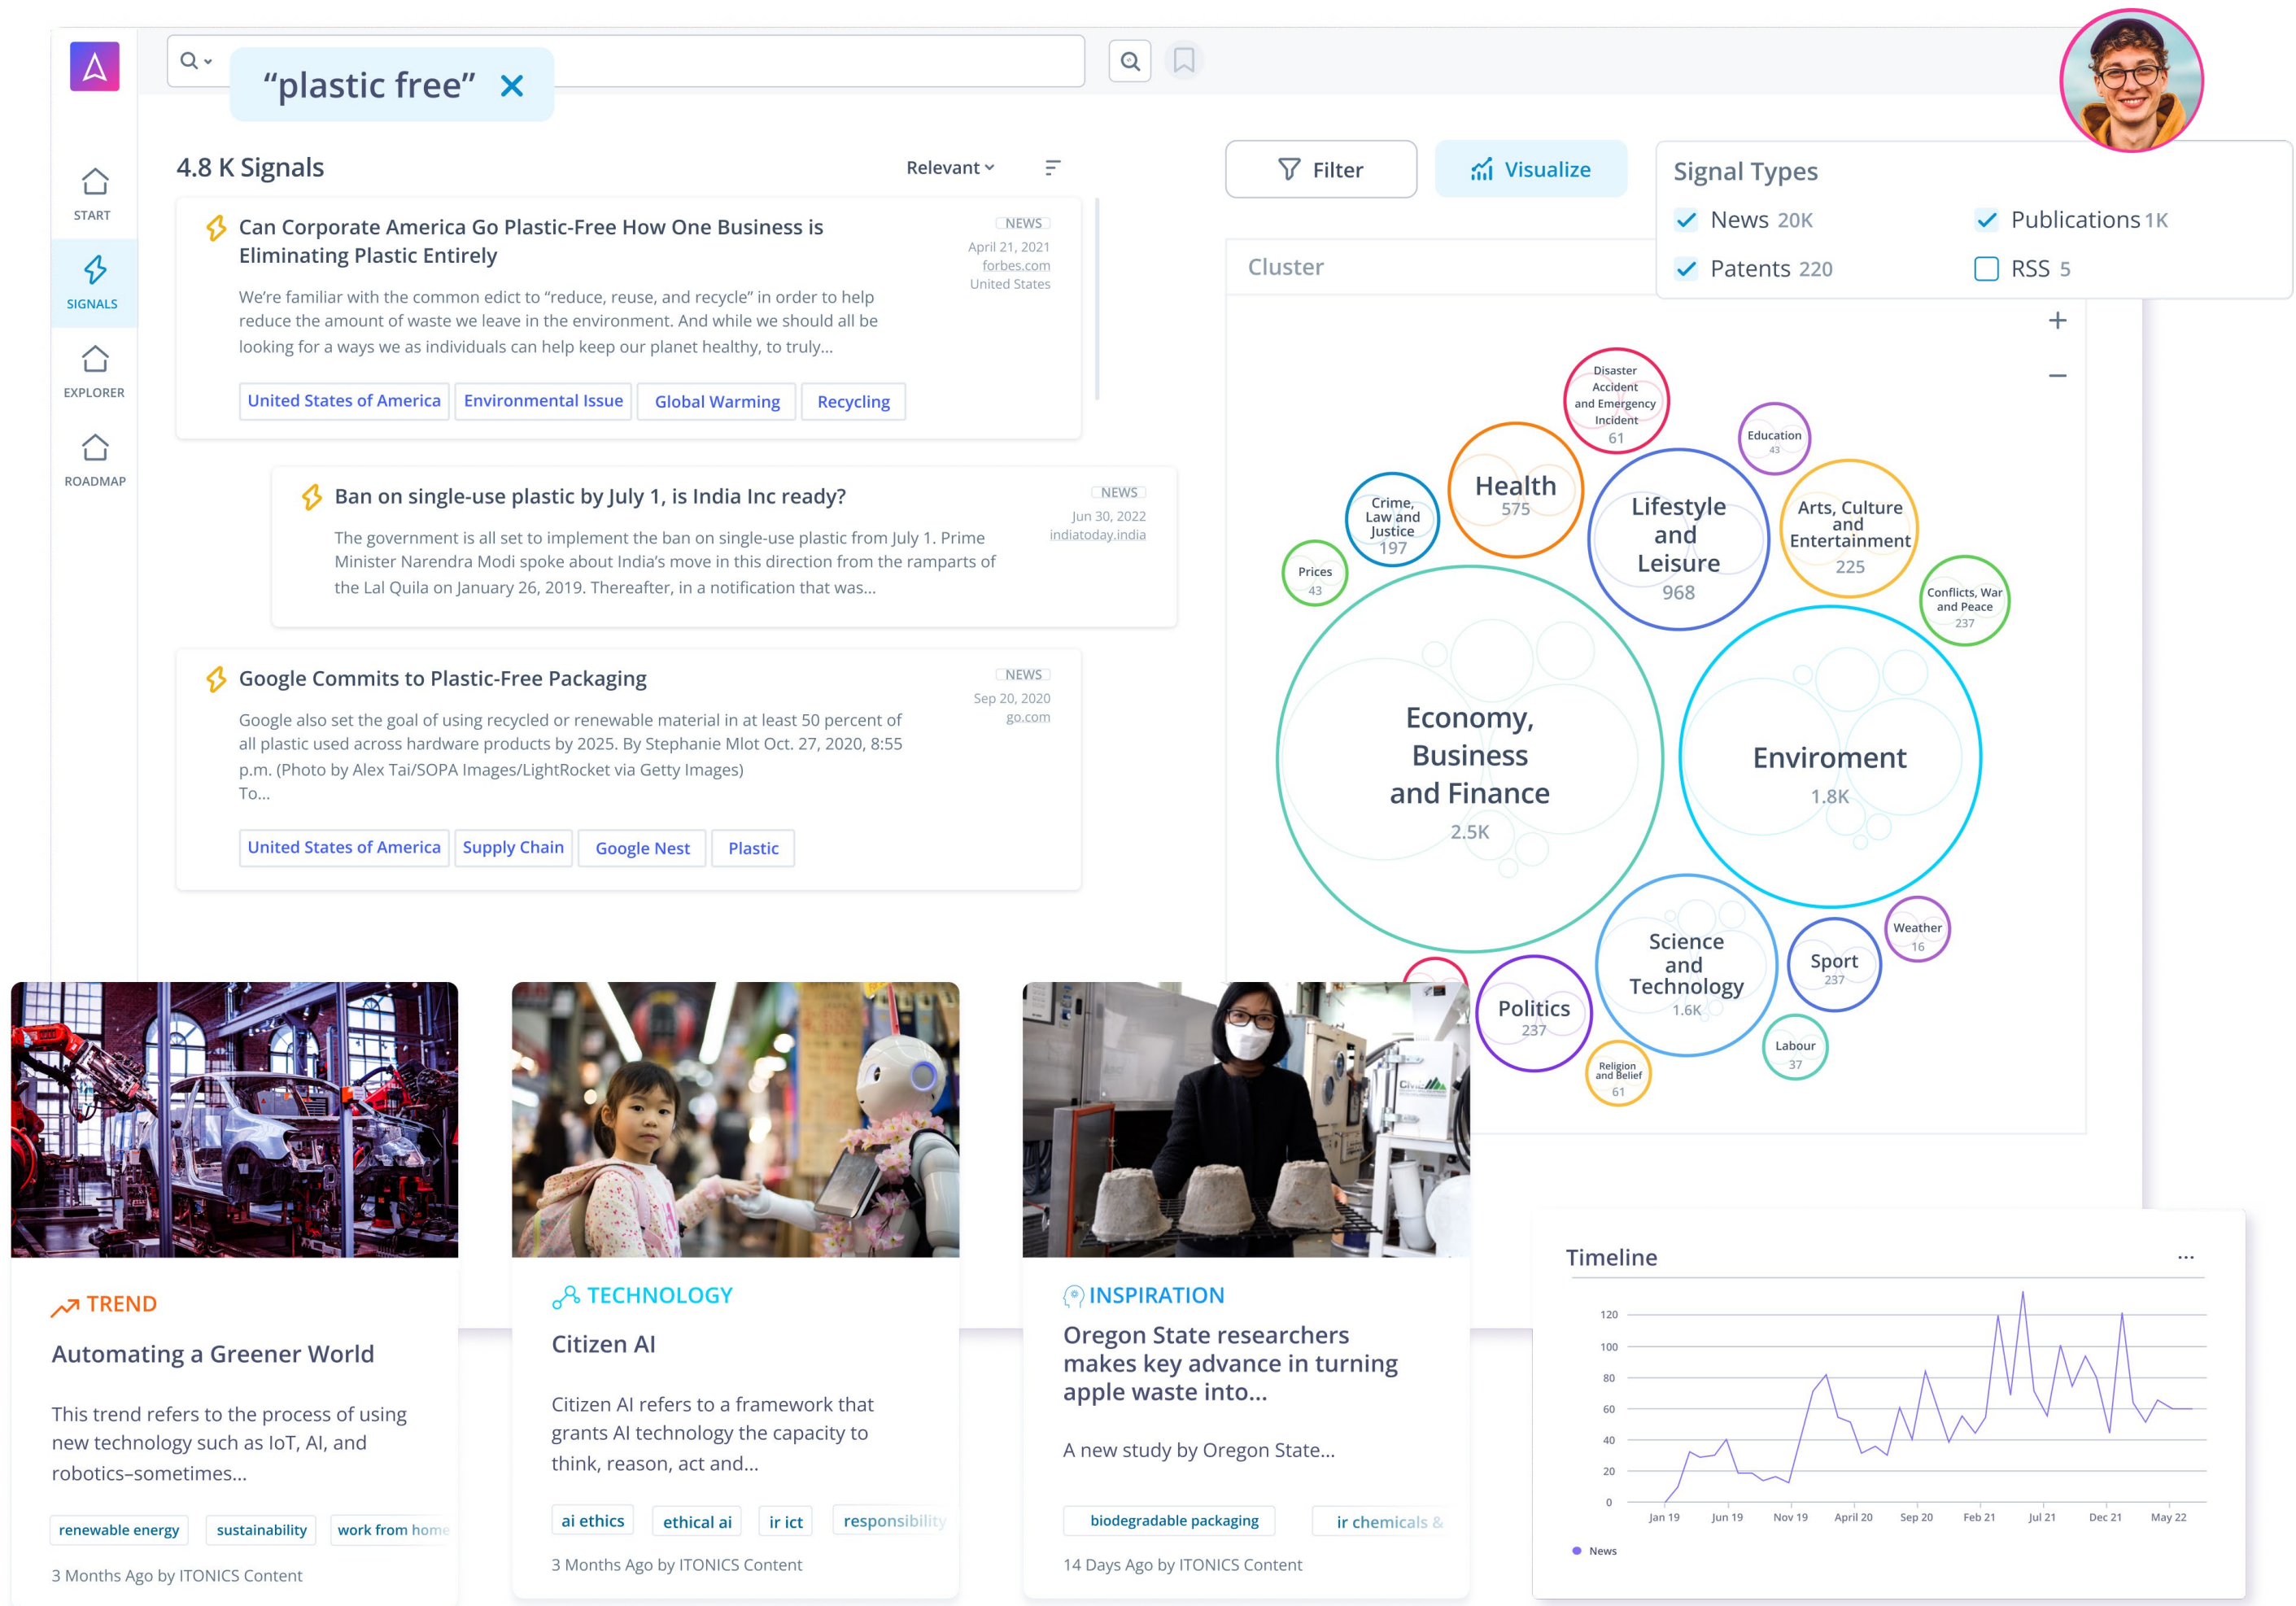 “plastic free”
START
SIGNALS
EXPLORER
ROADMAP
4.8 K Signals
Relevant
Can Corporate America Go Plastic-Free How One Business is
Eliminating Plastic Entirely
NEWS
April 21, 2021
forbes.com
United States
We’re familiar with the common edict to “reduce, reuse, and recycle” in order to help
reduce the amount of waste we leave in the environment. And while we should all be
looking for a ways we as individuals can help keep our planet healthy, to truly...
United States of America
Environmental Issue
Global Warming
Recycling
Ban on single-use plastic by July 1, is India Inc ready?
NEWS
Jun 30, 2022
indiatoday.india
The government is all set to implement the ban on single-use plastic from July 1. Prime
Minister Narendra Modi spoke about India’s move in this direction from the ramparts of
the Lal Quila on January 26, 2019. Thereafter, in a notification that was...
Google Commits to Plastic-Free Packaging
NEWS
Sep 20, 2020
go.com
Google also set the goal of using recycled or renewable material in at least 50 percent of
all plastic used across hardware products by 2025. By Stephanie Mlot Oct. 27, 2020, 8:55
p.m. (Photo by Alex Tai/SOPA Images/LightRocket via Getty Images)
To...
United States of America
Supply Chain
Google Nest
Plastic
Filter
Visualize
Signal Types
News 20K
Publications 1K
Patents 220
RSS 5
Cluster
+
−
Disaster
Accident
and Emergency
Incident
61
Education
43
Health
575
Crime,
Law and
Justice
197
Lifestyle
and
Leisure
968
Arts, Culture
and
Entertainment
225
Prices
43
Conflicts, War
and Peace
237
Economy,
Business
and Finance
2.5K
Enviroment
1.8K
Science
and
Technology
1.6K
Sport
237
Weather
16
Politics
237
Labour
37
Religion
and Belief
61
TREND
Automating a Greener World
This trend refers to the process of using
new technology such as IoT, AI, and
robotics–sometimes...
renewable energy
sustainability
work from home
3 Months Ago by ITONICS Content
TECHNOLOGY
Citizen AI
Citizen AI refers to a framework that
grants AI technology the capacity to
think, reason, act and...
ai ethics
ethical ai
ir ict
responsibility
3 Months Ago by ITONICS Content
INSPIRATION
Oregon State researchers
makes key advance in turning
apple waste into...
A new study by Oregon State...
biodegradable packaging
ir chemicals &
14 Days Ago by ITONICS Content
Timeline
...
120
100
80
60
40
20
0
Jan 19
Jun 19
Nov 19
April 20
Sep 20
Feb 21
Jul 21
Dec 21
May 22
News